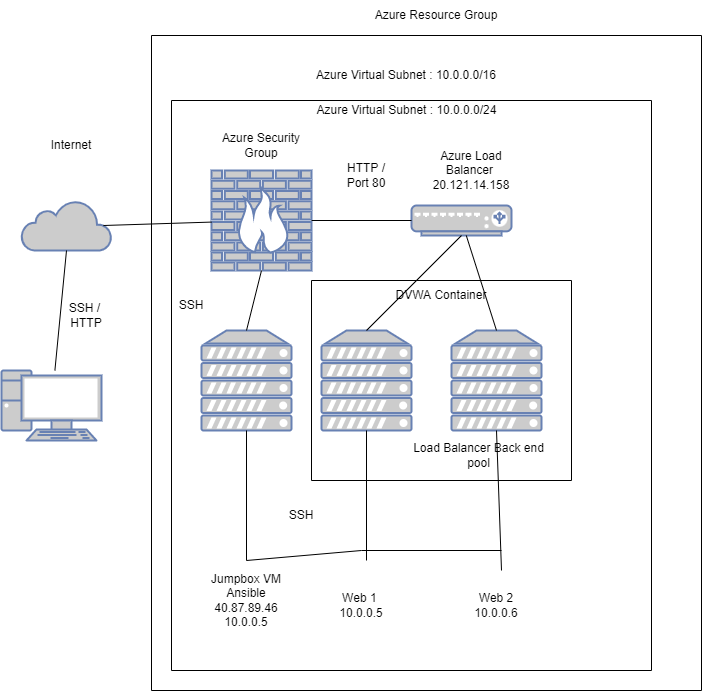 Azure Resource Group
Azure Virtual Subnet : 10.0.0.0/16
Azure Virtual Subnet : 10.0.0.0/24
Internet
Azure Security
Group
HTTP /
Port 80
Azure Load
Balancer
20.121.14.158
SSH /
HTTP
SSH
DVWA Container
Load Balancer Back end
pool
SSH
Jumpbox VM
Ansible
40.87.89.46
10.0.0.5
Web 1
10.0.0.5
Web 2
10.0.0.6